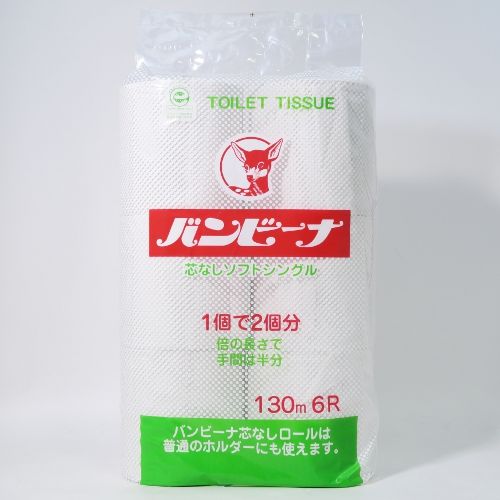 TOILET TISSUE
バンビーナ
芯なしソフトシングル
1個で2個分
倍の長さで
手間は半分
130m 6R
バンビーナ芯なしロールは
普通のホルダーにも使えます。